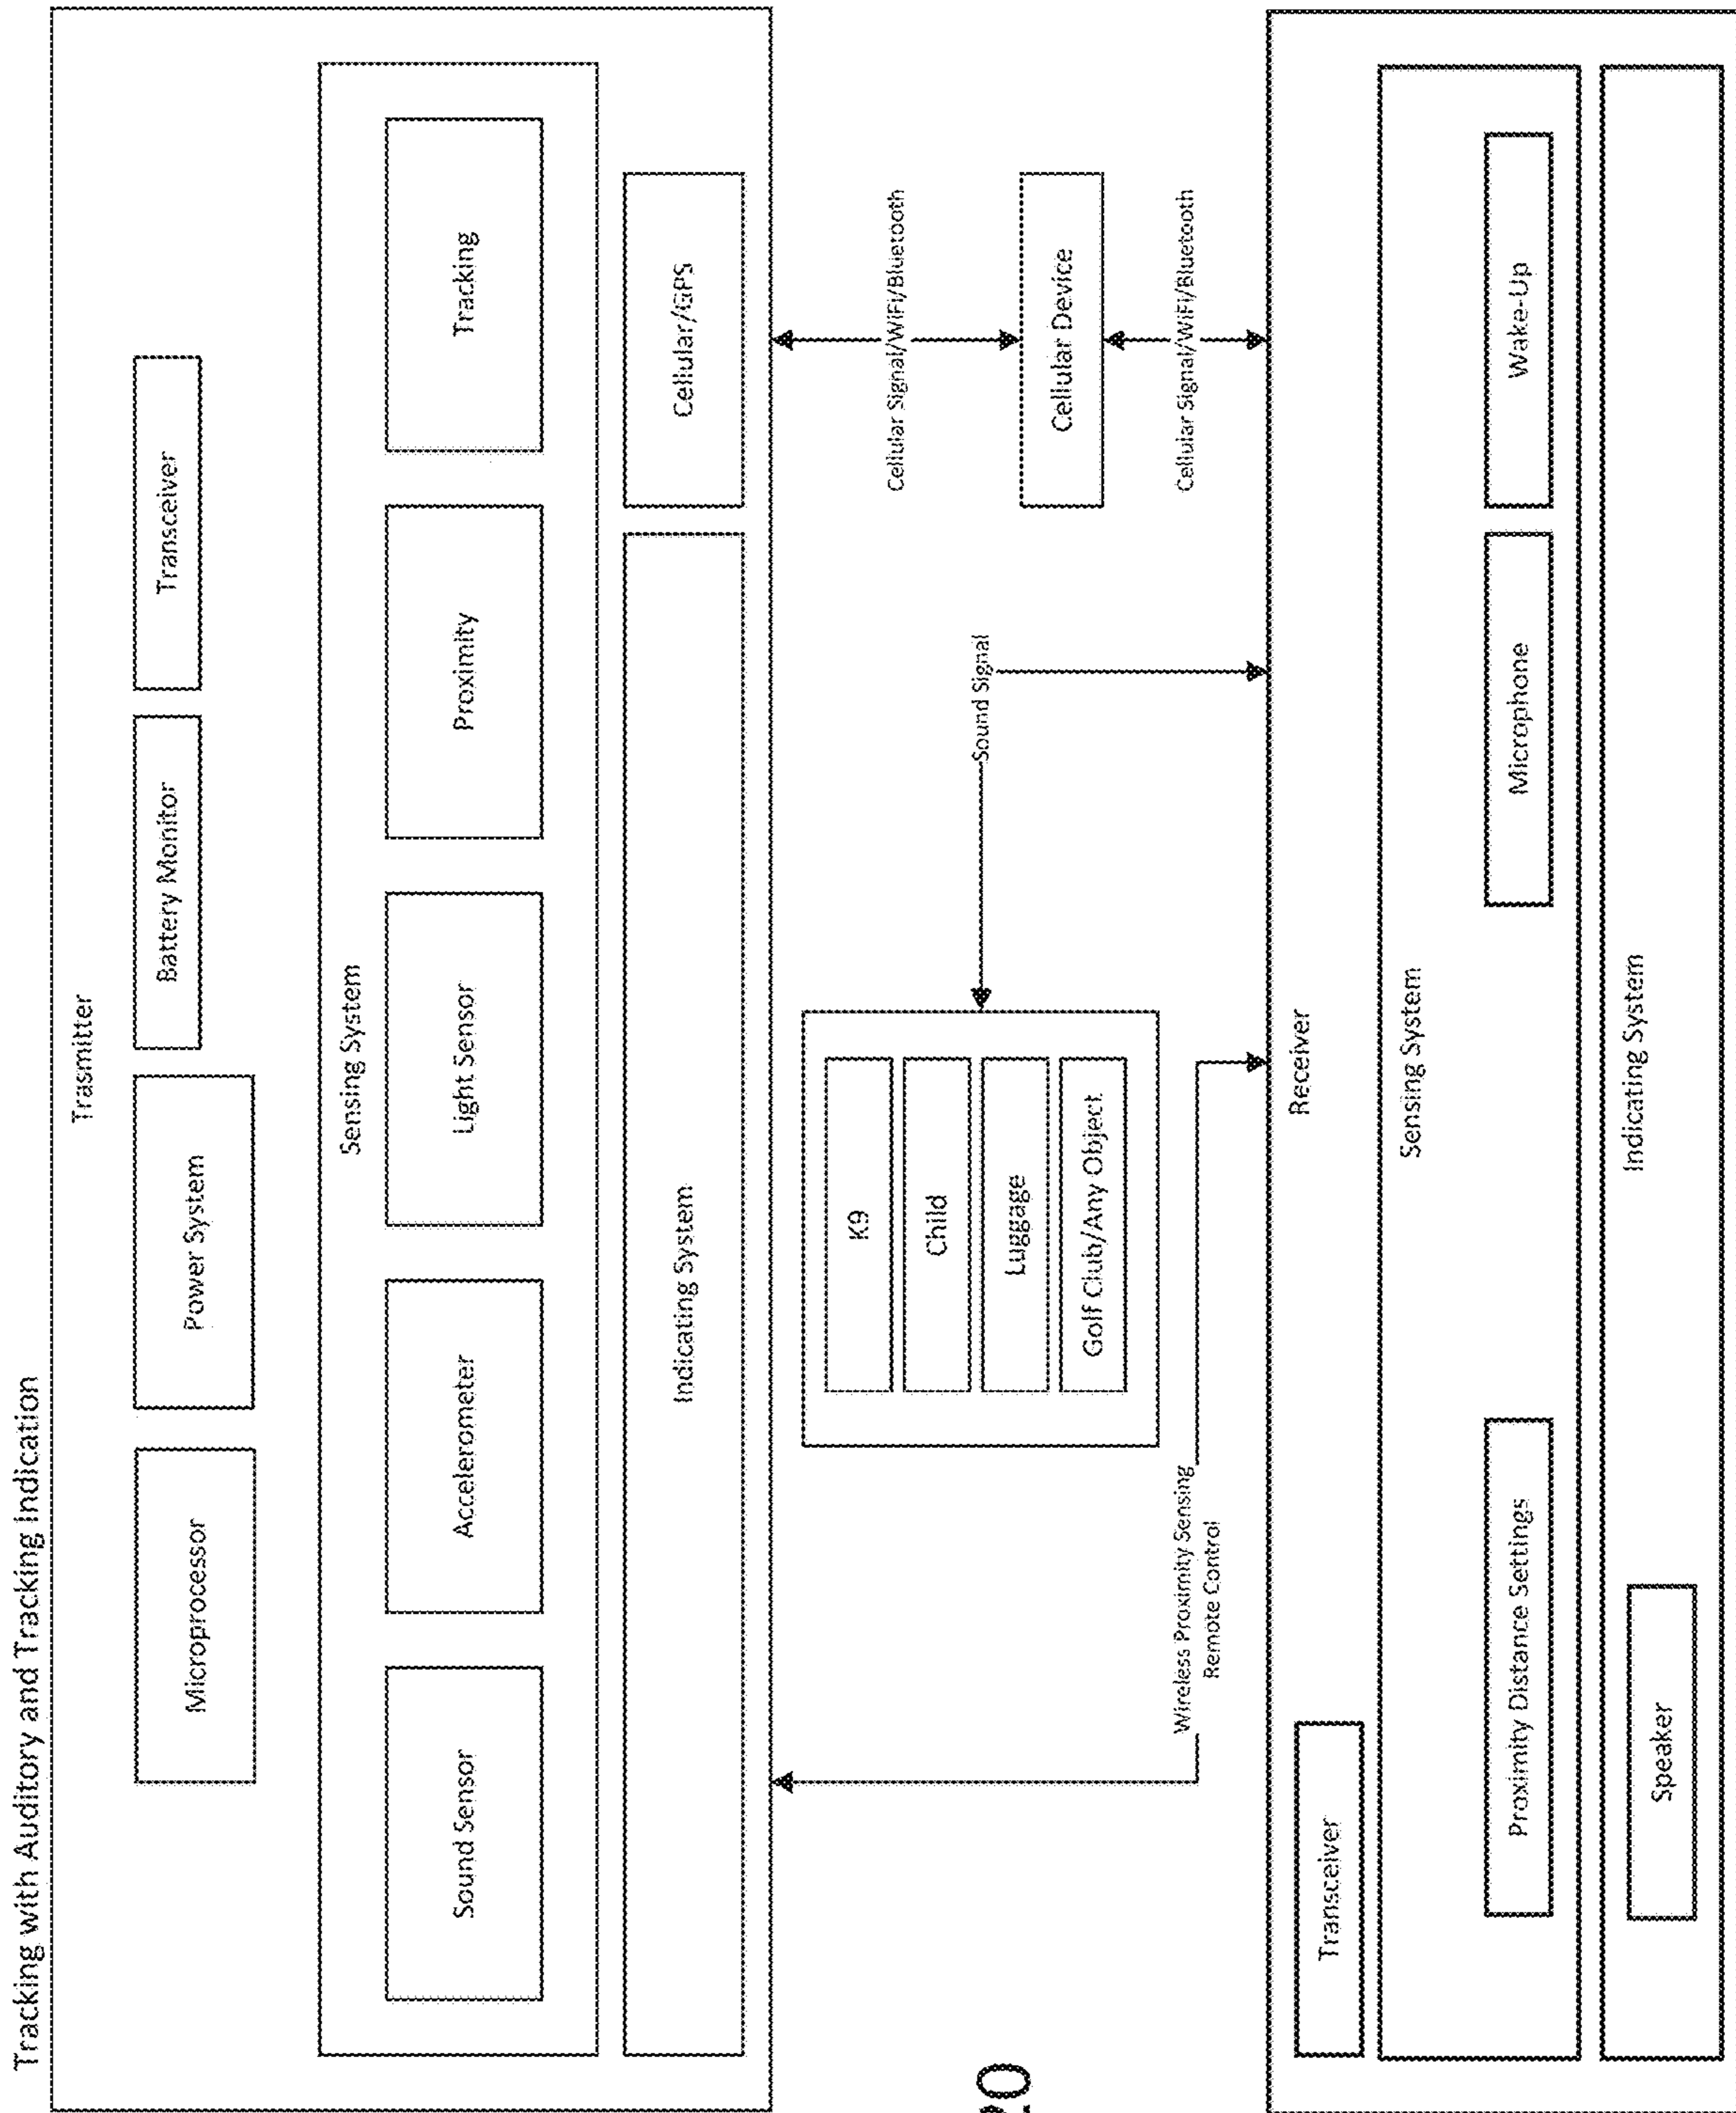 Tracking with Auditory and Tracking Indication
Trasmitter
Microprocessor
Power System
Battery Monitor
Transceiver
Sensing System
Sound Sensor
Accelerometer
Light Sensor
Proximity
Tracking
Indicating System
Cellular/GPS
K9
Child
Luggage
Golf Club/Any Object
Sound Signal
Cellular Signal/WiFi/Bluetooth
Cellular Device
Cellular Signal/WiFi/Bluetooth
Wireless Proximity Sensing
Remote Control
Receiver
Transceiver
Sensing System
Proximity Distance Settings
Microphone
Wake-Up
Indicating System
Speaker